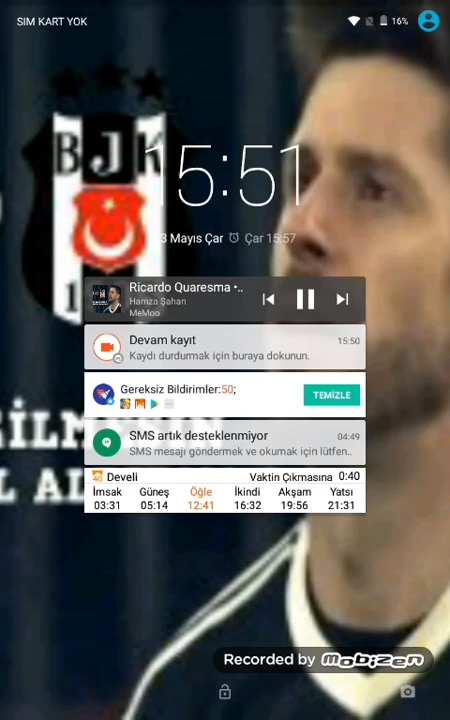 SIM KART YOK
16%
BJK
15:51
3 Mayıs Çar Çar 15:57
Ricardo Quaresma •..
Hamza Şahan
MeMoo
Devam kayıt 15:50
Kaydı durdurmak için buraya dokunun.
Gereksiz Bildirimler:50;
TEMİZLE
SMS artık desteklenmiyor 04:49
SMS mesajı göndermek ve okumak için lütfen..
Develi Vaktin Çıkmasına 0:40
İmsak Güneş Öğle İkindi Akşam Yatsı
03:31 05:14 12:41 16:32 19:56 21:31
Recorded by Mobizen